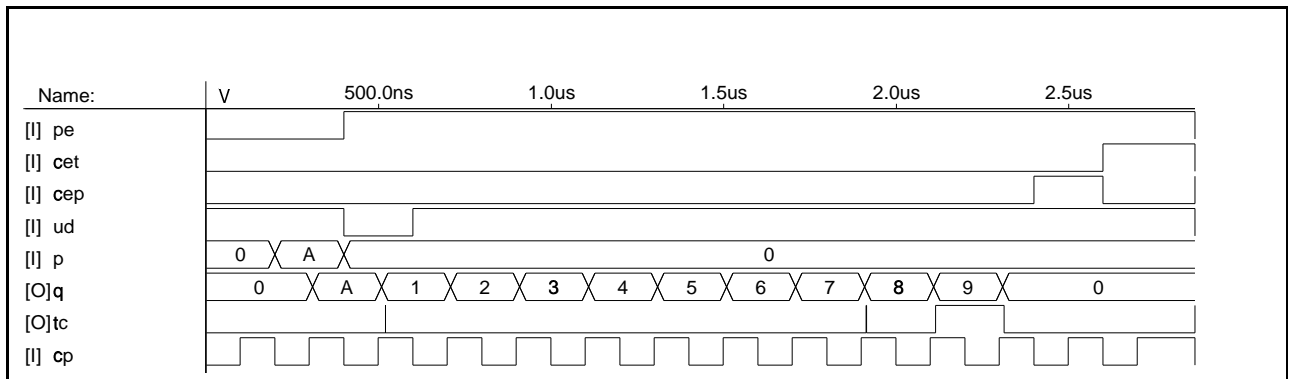 Name: V 500.0ns 1.0us 1.5us 2.0us 2.5us
[I] pe
[I] cet
[I] cep
[I] ud
[I] p 0 A 0
[O]q 0 A 1 2 3 4 5 6 7 8 9 0
[O]tc
[I] cp